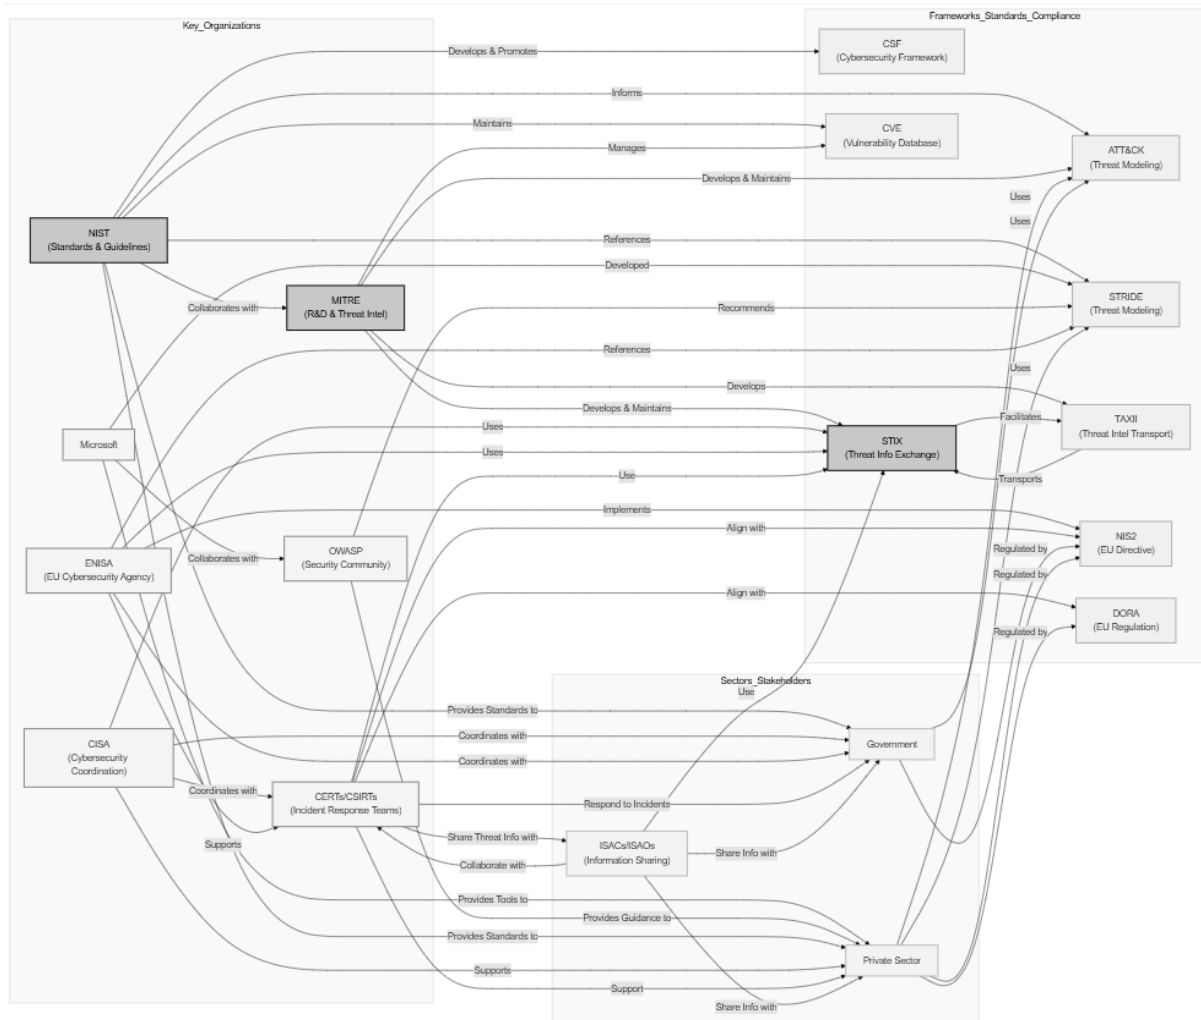 Key_Organizations
Frameworks_Standards_Compliance
CSF
(Cybersecurity Framework)
Develops & Promotes
Informs
Maintains
CVE
(Vulnerability Database)
Manages
ATT&CK
(Threat Modeling)
Develops & Maintains
Uses
Uses
NIST
(Standards & Guidelines)
References
Developed
MITRE
(R&D & Threat Intel)
Collaborates with
Recommends
STRIDE
(Threat Modeling)
References
Uses
Develops
Develops & Maintains
Facilitates
TAXII
(Threat Intel Transport)
Microsoft
Uses
STIX
(Threat Info Exchange)
Uses
Use
Transports
Implements
Align with
NIS2
(EU Directive)
OWASP
(Security Community)
Collaborates with
ENISA
(EU Cybersecurity Agency)
Regulated by
Regulated by
Align with
DORA
(EU Regulation)
Regulated by
Sectors_Stakeholders
Use
Provides Standards to
Coordinates with
Government
CISA
(Cybersecurity
Coordination)
Coordinates with
Coordinates with
CERTs/CSIRTs
(Incident Response Teams)
Respond to Incidents
Share Threat Info with
Supports
ISACs/ISAOs
(Information Sharing)
Share Info with
Collaborate with
Provides Tools to
Provides Guidance to
Provides Standards to
Private Sector
Supports
Support
Share Info with